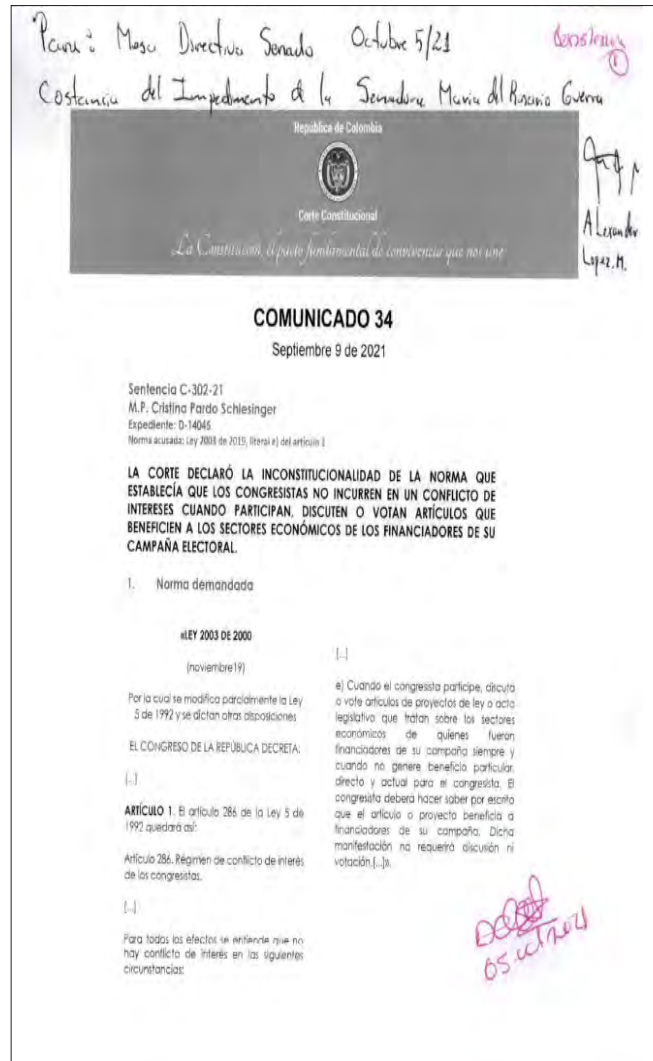 Para: Mesa Directiva Senado Octubre 5/21
Constancia
1
Costancia del Impedimento de la Senadora Maria del Rosario Guerra
República de Colombia
Corte Constitucional
La Constitución, el pacto fundamental de convivencia que nos une
Alexander
Lopez. M.
COMUNICADO 34
Septiembre 9 de 2021
Sentencia C-302-21
M.P. Cristina Pardo Schlesinger
Expediente: D-14046
Norma acusada: Ley 2003 de 2019, literal e) del artículo 1
LA CORTE DECLARÓ LA INCONSTITUCIONALIDAD DE LA NORMA QUE
ESTABLECÍA QUE LOS CONGRESISTAS NO INCURREN EN UN CONFLICTO DE
INTERESES CUANDO PARTICIPAN, DISCUTEN O VOTAN ARTÍCULOS QUE
BENEFICIEN A LOS SECTORES ECONÓMICOS DE LOS FINANCIADORES DE SU
CAMPAÑA ELECTORAL.
1. Norma demandada
«LEY 2003 DE 2000
(noviembre19)
Por la cual se modifica parcialmente la Ley
5 de 1992 y se dictan otras disposiciones
EL CONGRESO DE LA REPÚBLICA DECRETA:
[...]
ARTÍCULO 1. El artículo 286 de la Ley 5 de
1992 quedará así:
Artículo 286. Régimen de conflicto de interés
de los congresistas.
[...]
Para todos los efectos se entiende que no
hay conflicto de interés en las siguientes
circunstancias:
[...]
e) Cuando el congresista participe, discuta
o vote artículos de proyectos de ley o acto
legislativo que tratan sobre los sectores
económicos de quienes fueron
financiadores de su campaña siempre y
cuando no genere beneficio particular,
directo y actual para el congresista. El
congresista deberá hacer saber por escrito
que el artículo o proyecto beneficia a
financiadores de su campaña. Dicha
manifestación no requerirá discusión ni
votación.[...]».
05.oct 2021